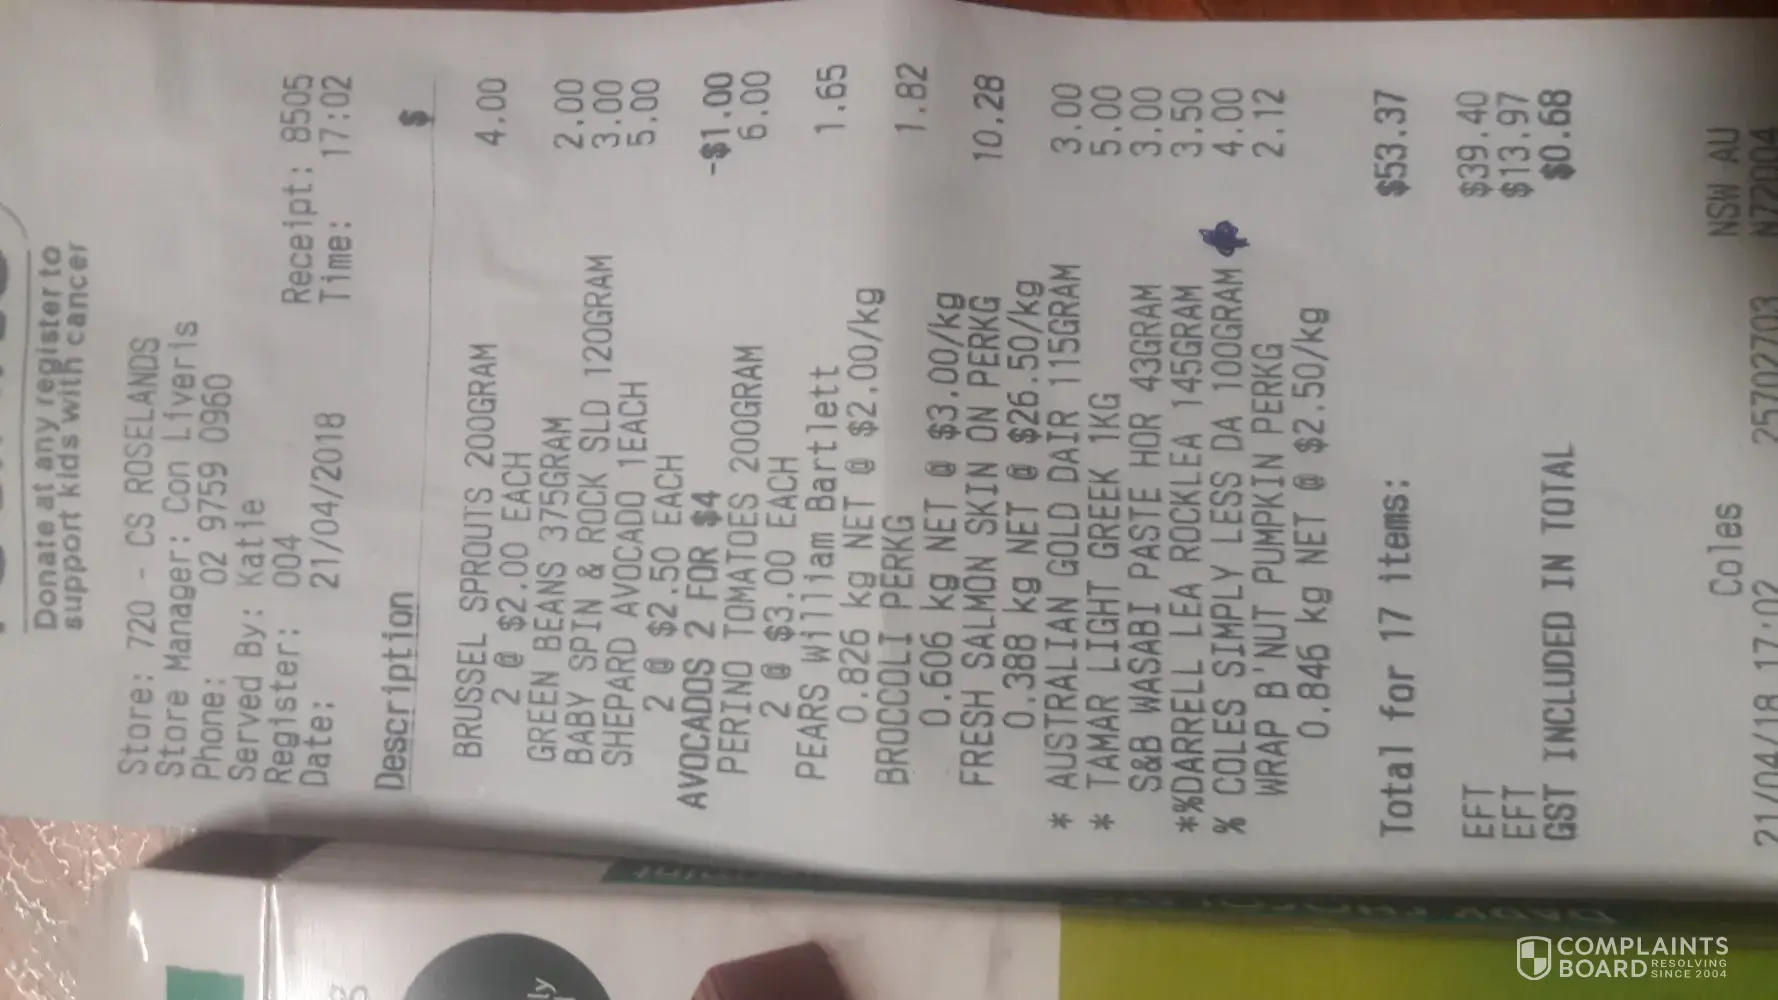 Donate at any register to
support kids with cancer
Store: 720 - CS ROSELANDS
Store Manager: Con Liveris
Phone: 02 9759 0960
Served By: Katie
Register: 004 Receipt: 8505
Date: 21/04/2018 Time: 17:02
Description $
BRUSSEL SPROUTS 200GRAM
2 @ $2.00 EACH 4.00
GREEN BEANS 375GRAM 2.00
BABY SPIN & ROCK SLD 120GRAM 3.00
SHEPARD AVOCADO 1EACH 5.00
2 @ $2.50 EACH
AVOCADOS 2 FOR $4 -$1.00
PERINO TOMATOES 200GRAM 6.00
2 @ $3.00 EACH
PEARS William Bartlett
0.826 kg NET @ $2.00/kg 1.65
BROCCOLI PERKG
0.606 kg NET @ $3.00/kg 1.82
FRESH SALMON SKIN ON PERKG
0.388 kg NET @ $26.50/kg 10.28
* AUSTRALIAN GOLD DAIR 115GRAM 3.00
* TAMAR LIGHT GREEK 1KG 5.00
S&B WASABI PASTE HOR 43GRAM 3.00
*%DARRELL LEA ROCKLEA 145GRAM 3.50
% COLES SIMPLY LESS DA 100GRAM 4.00
WRAP B'NUT PUMPKIN PERKG 2.12
0.846 kg NET @ $2.50/kg
Total for 17 items: $53.37
EFT $39.40
EFT $13.97
GST INCLUDED IN TOTAL $0.68
Coles NSW AU
21/04/18 17:02 25702703 N72004
COMPLAINTS
BOARD RESOLVING
SINCE 2004